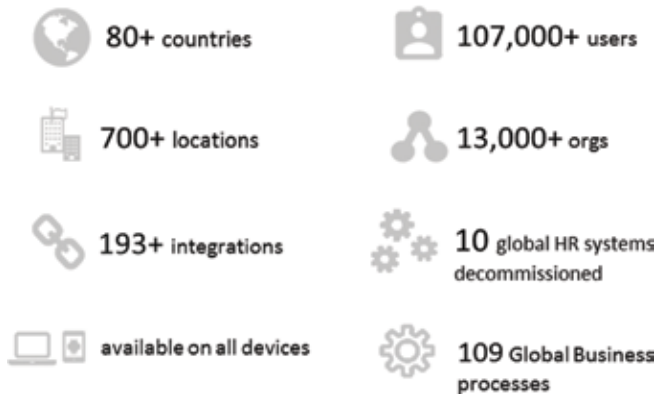 80+ countries
107,000+ users
700+ locations
13,000+ orgs
193+ integrations
10 global HR systems
decommissioned
available on all devices
109 Global Business
processes